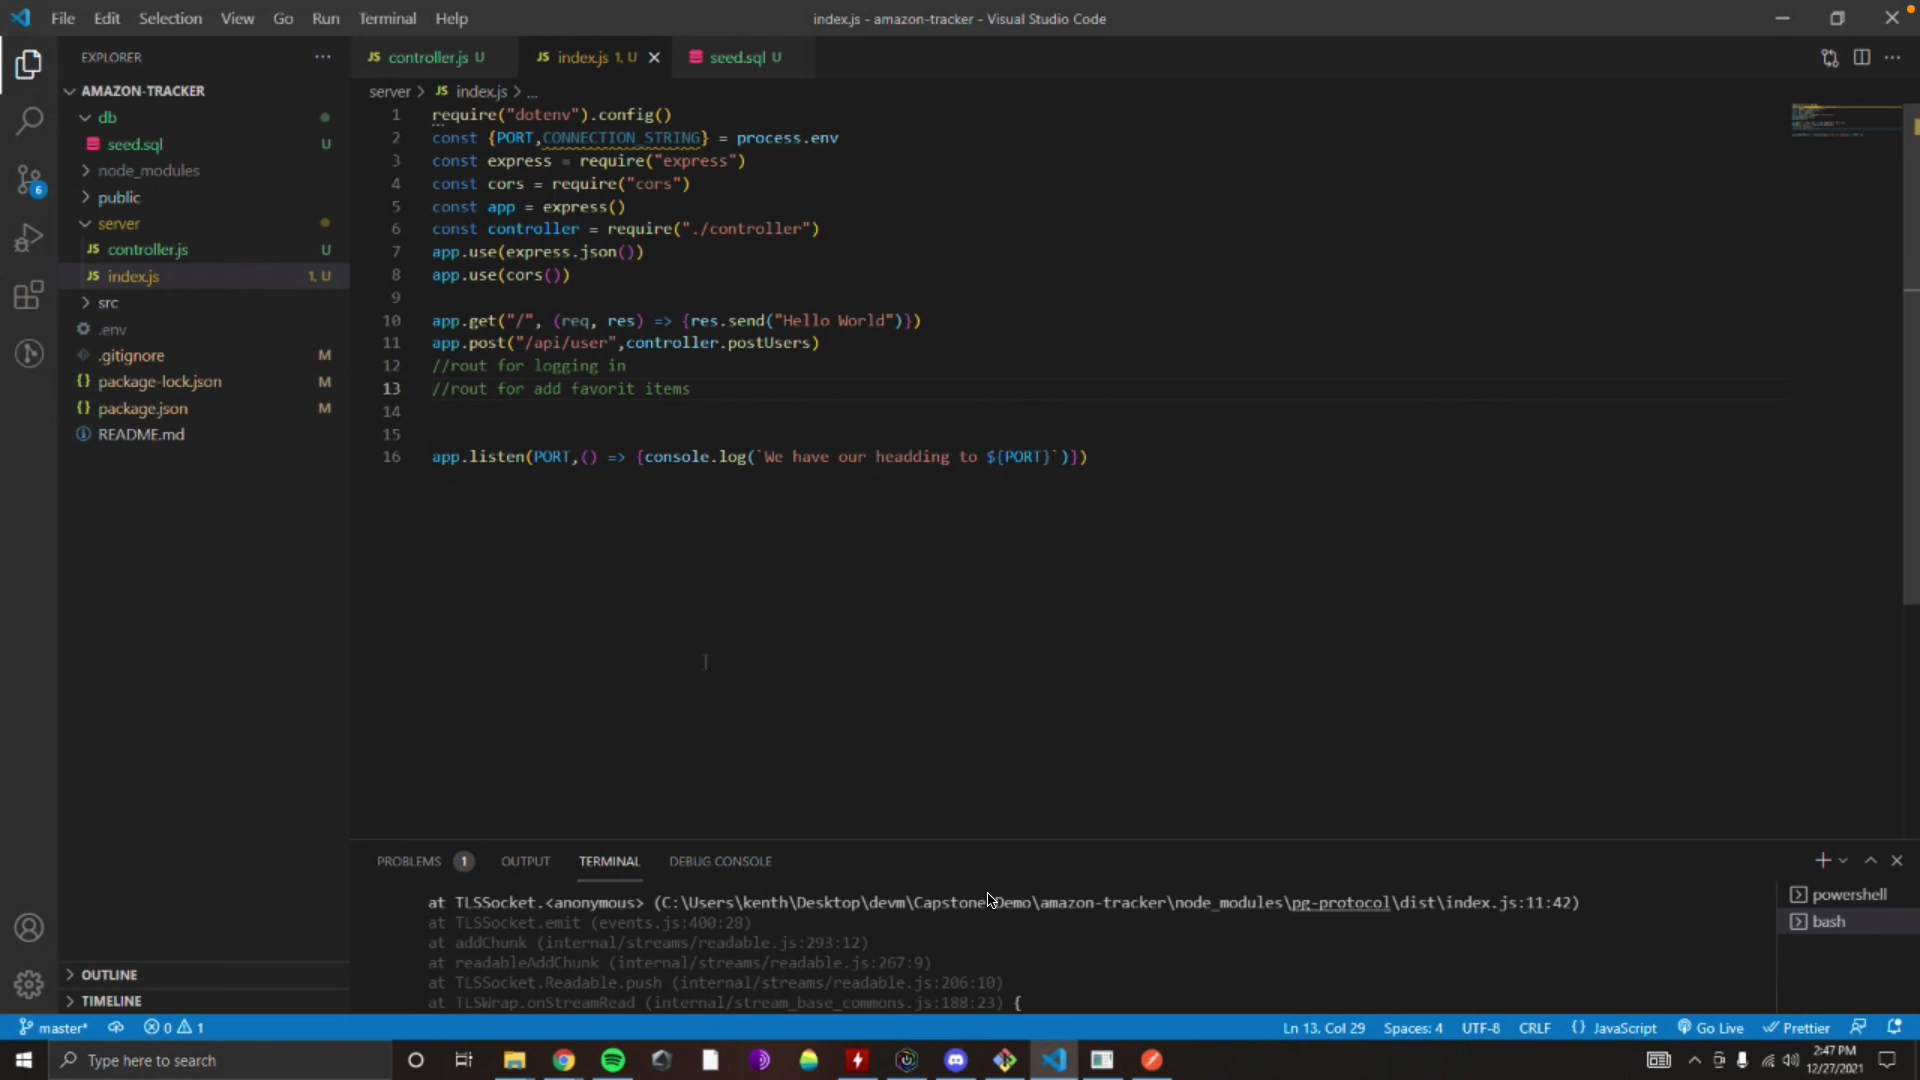 File Edit Selection View Go Run Terminal Help
index.js - amazon-tracker - Visual Studio Code
EXPLORER
AMAZON-TRACKER
db
seed.sql U
node_modules
public
server
JS controller.js U
JS index.js 1, U
src
.env
.gitignore M
{} package-lock.json M
{} package.json M
README.md
OUTLINE
TIMELINE
6
JS controller.js U
JS index.js 1, U
seed.sql U
server > JS index.js > ...
1 require("dotenv").config()
2 const {PORT,CONNECTION_STRING} = process.env
3 const express = require("express")
4 const cors = require("cors")
5 const app = express()
6 const controller = require("./controller")
7 app.use(express.json())
8 app.use(cors())
9
10 app.get("/", (req, res) => {res.send("Hello World")})
11 app.post("/api/user",controller.postUsers)
12 //rout for logging in
13 //rout for add favorit items
14
15
16 app.listen(PORT,() => {console.log(`We have our headding to ${PORT}`)})
PROBLEMS 1 OUTPUT TERMINAL DEBUG CONSOLE
at TLSSocket.<anonymous> (C:\Users\kenth\Desktop\devm\Capstone Demo\amazon-tracker\node_modules\pg-protocol\dist\index.js:11:42)
at TLSSocket.emit (events.js:400:28)
at addChunk (internal/streams/readable.js:293:12)
at readableAddChunk (internal/streams/readable.js:267:9)
at TLSSocket.Readable.push (internal/streams/readable.js:206:10)
at TLSWrap.onStreamRead (internal/stream_base_commons.js:188:23) {
powershell
bash
master* 0 1
Ln 13, Col 29 Spaces: 4 UTF-8 CRLF {} JavaScript Go Live Prettier
Type here to search
2:47 PM
12/27/2021